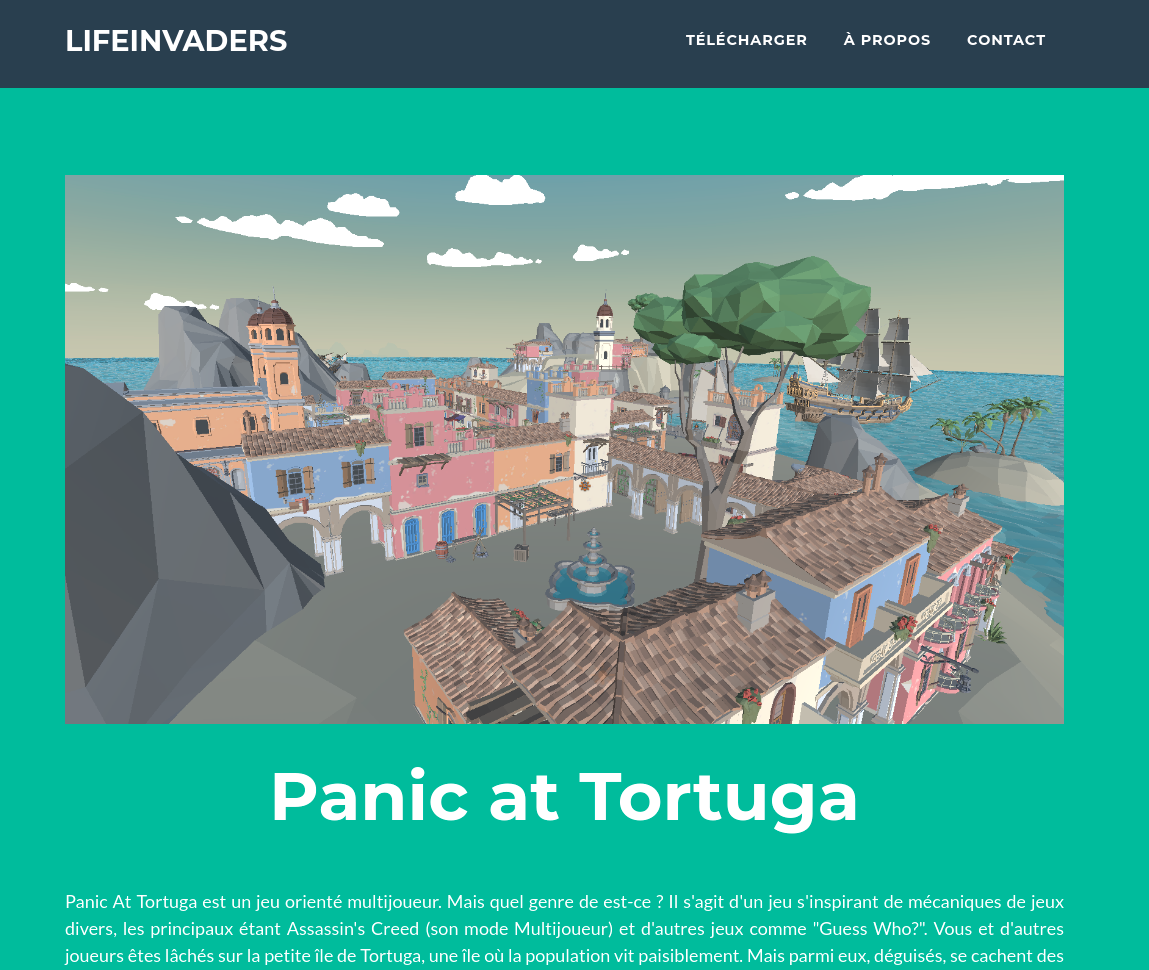 LIFEINVADERS
TÉLÉCHARGER À PROPOS CONTACT
Panic at Tortuga
Panic At Tortuga est un jeu orienté multijoueur. Mais quel genre de est-ce ? Il s'agit d'un jeu s'inspirant de mécaniques de jeux
divers, les principaux étant Assassin's Creed (son mode Multijoueur) et d'autres jeux comme "Guess Who?". Vous et d'autres
joueurs êtes lâchés sur la petite île de Tortuga, une île où la population vit paisiblement. Mais parmi eux, déguisés, se cachent des